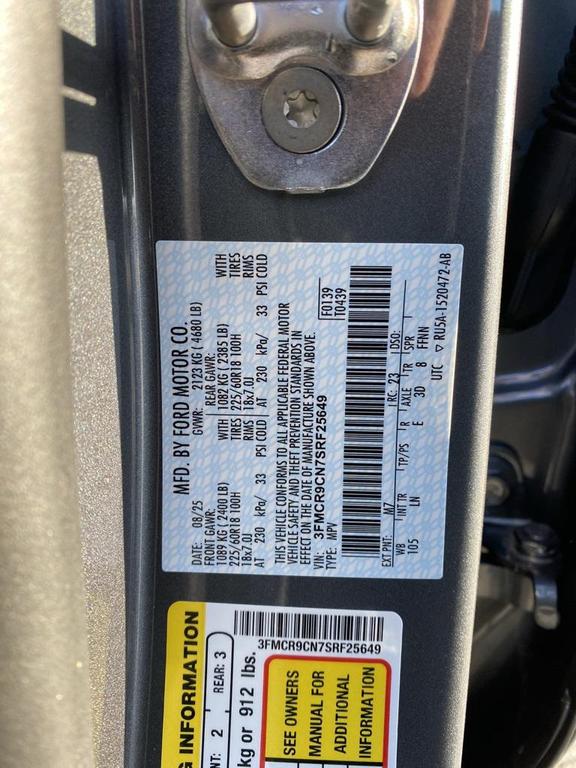 MFD. BY FORD MOTOR CO.
DATE: 08/25 GVWR: 2123 KG ( 4680 LB)
FRONT GAWR: REAR GAWR:
1089 KG ( 2400 LB) WITH 1082 KG ( 2385 LB) WITH
225/60R18 100H TIRES 225/60R18 100H TIRES
18x7.0J RIMS 18x7.0J RIMS
AT 230 kPa/ 33 PSI COLD AT 230 kPa/ 33 PSI COLD
THIS VEHICLE CONFORMS TO ALL APPLICABLE FEDERAL MOTOR
VEHICLE SAFETY AND THEFT PREVENTION STANDARDS IN
EFFECT ON THE DATE OF MANUFACTURE SHOWN ABOVE.
VIN: 3FMCR9CN7SRF25649
TYPE: MPV
F0139
T0439
EXT PNT: M7 RC: 23 DSO:
WB INT TR TP/PS R AXLE TR SPR
105 LN E 3D 8 FFNN
UTC ▽ RU5A-1520472-AB
G INFORMATION
NT: 2 REAR: 3
kg or 912 lbs.
3FMCR9CN7SRF25649
SEE OWNERS
MANUAL FOR
ADDITIONAL
INFORMATION